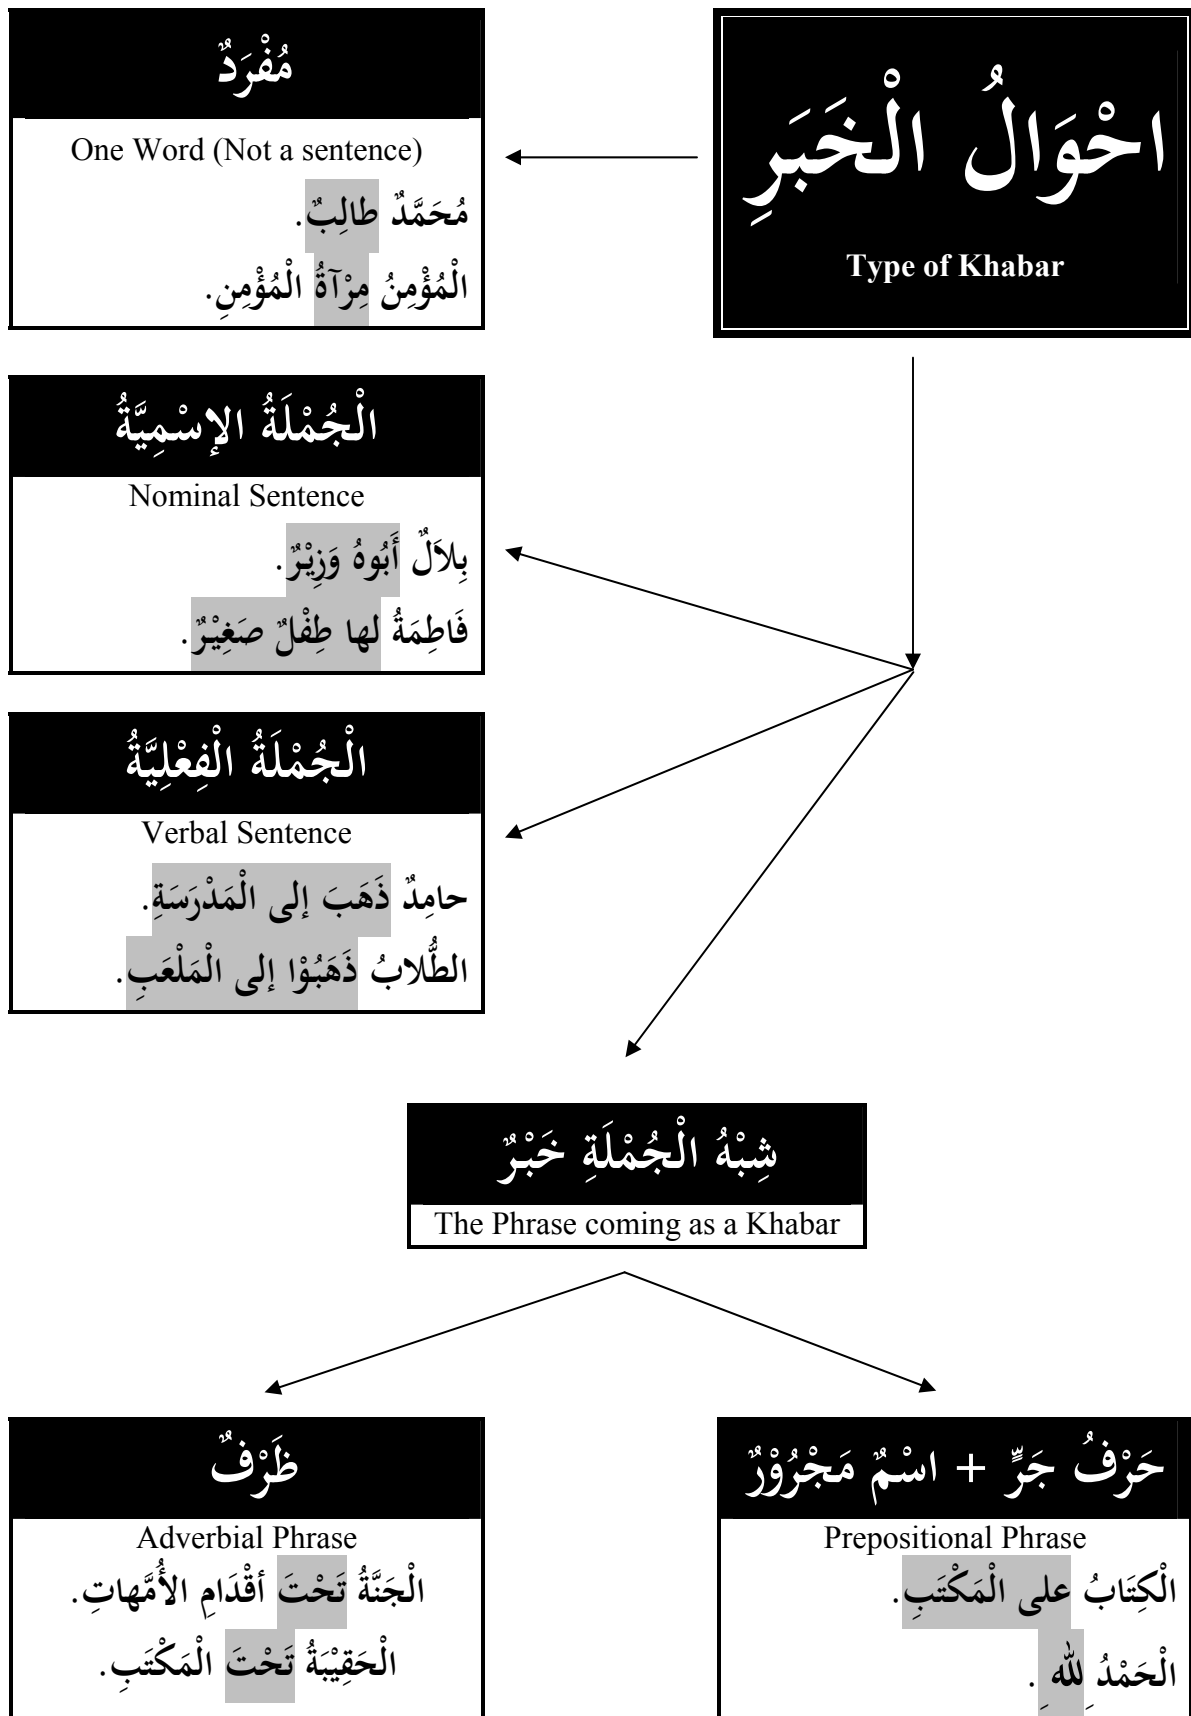 احْوَالُ الْخَبَرِ
Type of Khabar
مُفْرَدٌ
One Word (Not a sentence)
مُحَمَّدٌ طالِبٌ.
الْمُؤْمِنُ مِرْآةُ الْمُؤْمِنِ.
الْجُمْلَةُ الإسْمِيَّةُ
Nominal Sentence
بِلاَلٌ أَبُوهُ وَزِيْرٌ.
فَاطِمَةُ لها طِفْلٌ صَغِيْرٌ.
الْجُمْلَةُ الْفِعْلِيَّةُ
Verbal Sentence
حامِدٌ ذَهَبَ إلى الْمَدْرَسَةِ.
الطُّلابُ ذَهَبُوْا إلى الْمَلْعَبِ.
شِبْهُ الْجُمْلَةِ خَبْرٌ
The Phrase coming as a Khabar
حَرْفُ جَرٍّ + اسْمٌ مَجْرُوْرٌ
Prepositional Phrase
الْكِتَابُ على الْمَكْتَبِ.
الْحَمْدُ لِلّٰهِ.
ظَرْفٌ
Adverbial Phrase
الْجَنَّةُ تَحْتَ أقْدَامِ الأُمَّهاتِ.
الْحَقِيْبَةُ تَحْتَ الْمَكْتَبِ.